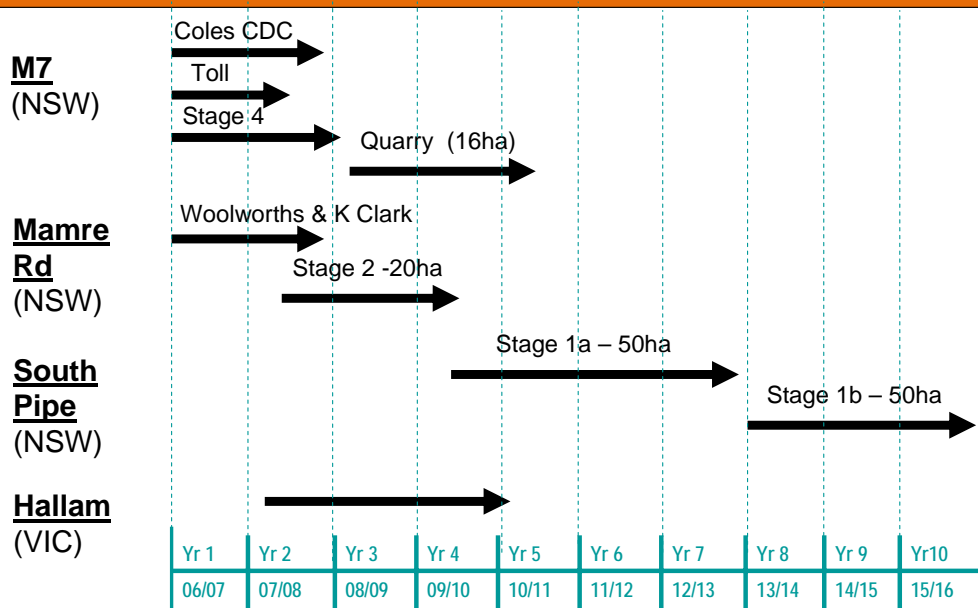 Coles CDC
M7
(NSW)
Toll
Stage 4
Quarry (16ha)
Mamre
Rd
(NSW)
Woolworths & K Clark
Stage 2 -20ha
South
Pipe
(NSW)
Stage 1a – 50ha
Stage 1b – 50ha
Hallam
(VIC)
Yr 1 Yr 2 Yr 3 Yr 4 Yr 5 Yr 6 Yr 7 Yr 8 Yr 9 Yr10
06/07 07/08 08/09 09/10 10/11 11/12 12/13 13/14 14/15 15/16